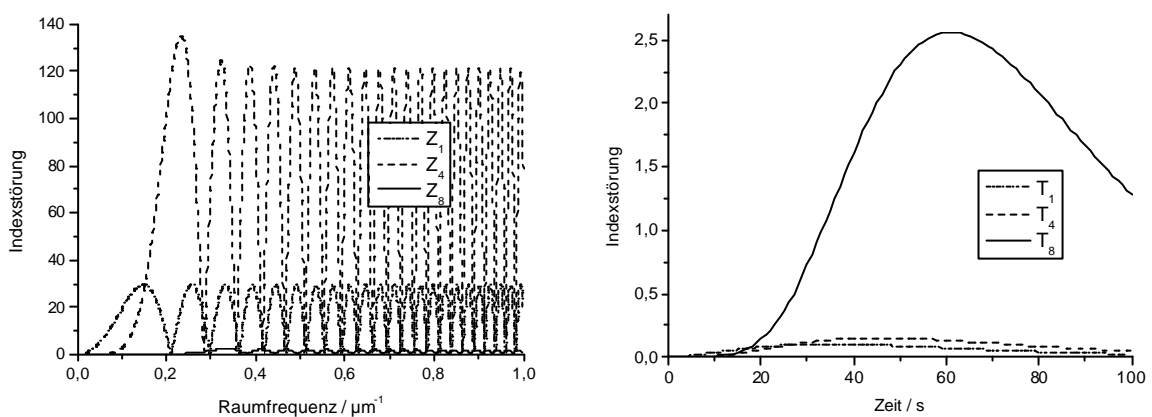 140
120
100
80
60
40
20
0
Indexstörung
Z1
Z4
Z8
0,0 0,2 0,4 0,6 0,8 1,0
Raumfrequenz / µm-1
2,5
2,0
1,5
1,0
0,5
0,0
Indexstörung
T1
T4
T8
0 20 40 60 80 100
Zeit / s